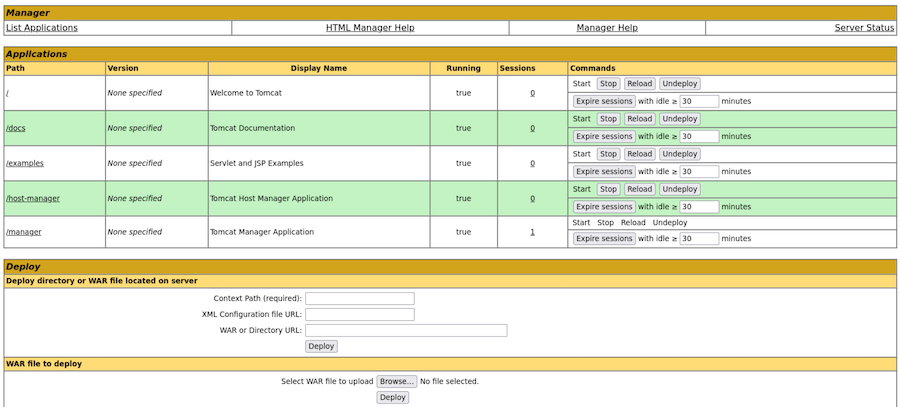 Manager
List Applications HTML Manager Help Manager Help Server Status
Applications
Path Version Display Name Running Sessions Commands
/ None specified Welcome to Tomcat true 0 Start Stop Reload Undeploy
Expire sessions with idle ≥ 30 minutes
/docs None specified Tomcat Documentation true 0 Start Stop Reload Undeploy
Expire sessions with idle ≥ 30 minutes
/examples None specified Servlet and JSP Examples true 0 Start Stop Reload Undeploy
Expire sessions with idle ≥ 30 minutes
/host-manager None specified Tomcat Host Manager Application true 0 Start Stop Reload Undeploy
Expire sessions with idle ≥ 30 minutes
/manager None specified Tomcat Manager Application true 1 Start Stop Reload Undeploy
Expire sessions with idle ≥ 30 minutes
Deploy
Deploy directory or WAR file located on server
Context Path (required):
XML Configuration file URL:
WAR or Directory URL:
Deploy
WAR file to deploy
Select WAR file to upload Browse... No file selected.
Deploy